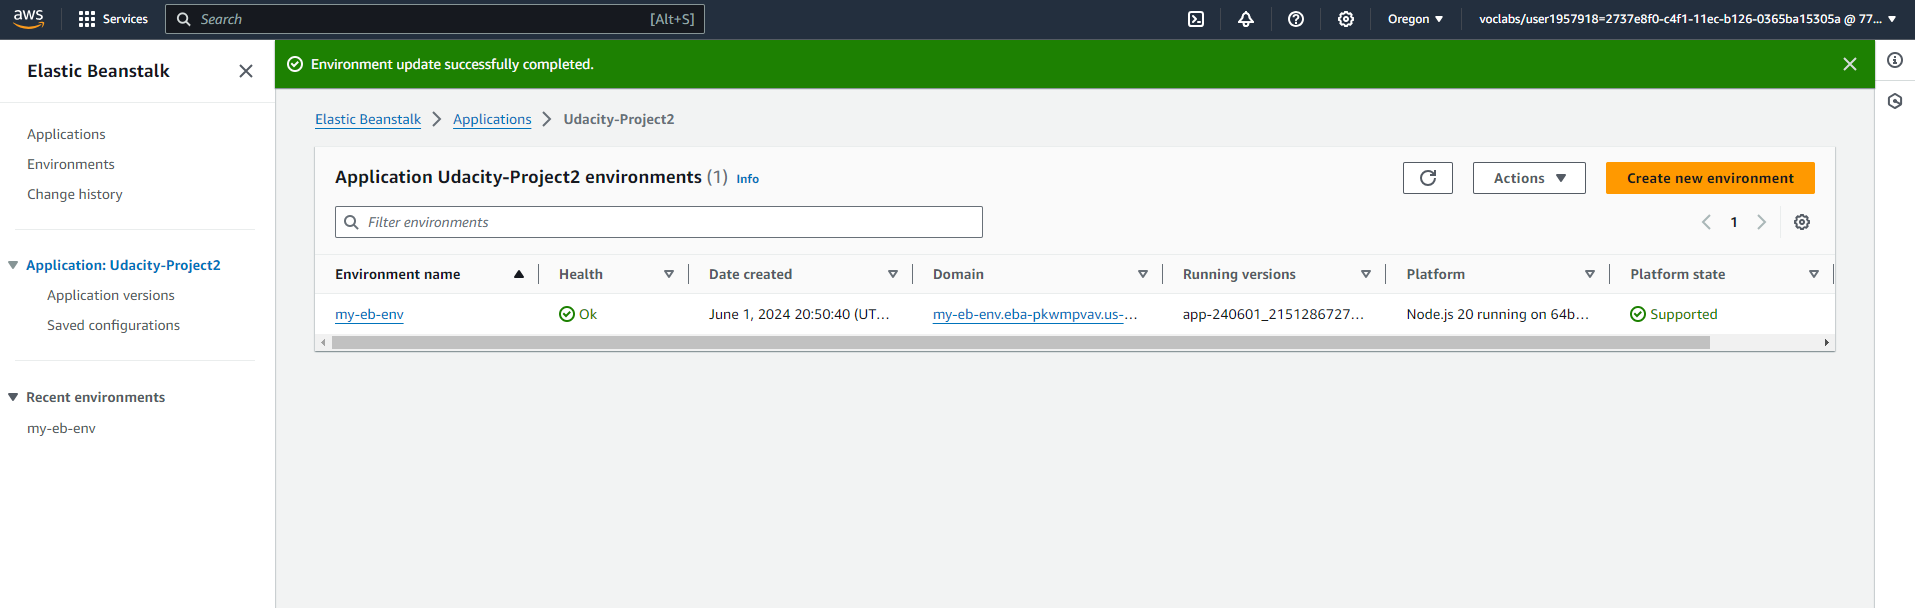 aws Services Search [Alt+S] Oregon voclabs/user1957918=2737e8f0-c4f1-11ec-b126-0365ba15305a @ 77...
Elastic Beanstalk
Environment update successfully completed.
Applications
Environments
Change history
Application: Udacity-Project2
Application versions
Saved configurations
Recent environments
my-eb-env
Elastic Beanstalk Applications Udacity-Project2
Application Udacity-Project2 environments (1) Info
Actions Create new environment
Filter environments
1
Environment name Health Date created Domain Running versions Platform Platform state
my-eb-env Ok June 1, 2024 20:50:40 (UT... my-eb-env.eba-pkwmpvav.us-... app-240601_2151286727... Node.js 20 running on 64b... Supported